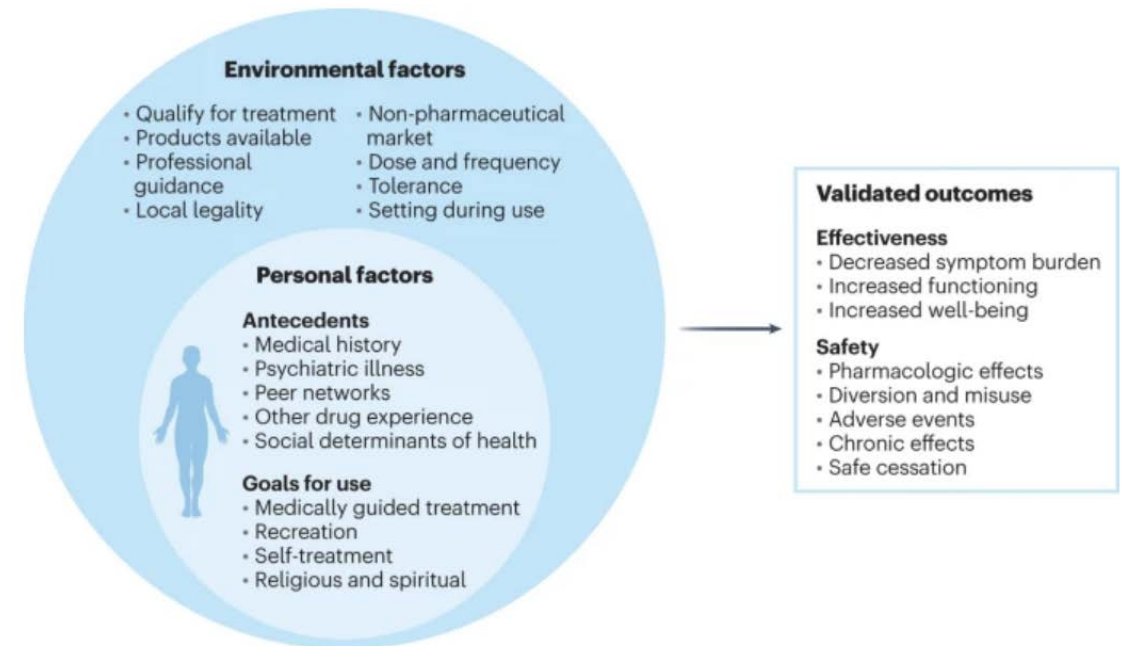 Environmental factors
• Qualify for treatment
• Products available
• Professional
guidance
• Local legality
• Non-pharmaceutical
market
• Dose and frequency
• Tolerance
• Setting during use
Personal factors
Antecedents
• Medical history
• Psychiatric illness
• Peer networks
• Other drug experience
• Social determinants of health
Goals for use
• Medically guided treatment
• Recreation
• Self-treatment
• Religious and spiritual
Validated outcomes
Effectiveness
• Decreased symptom burden
• Increased functioning
• Increased well-being
Safety
• Pharmacologic effects
• Diversion and misuse
• Adverse events
• Chronic effects
• Safe cessation